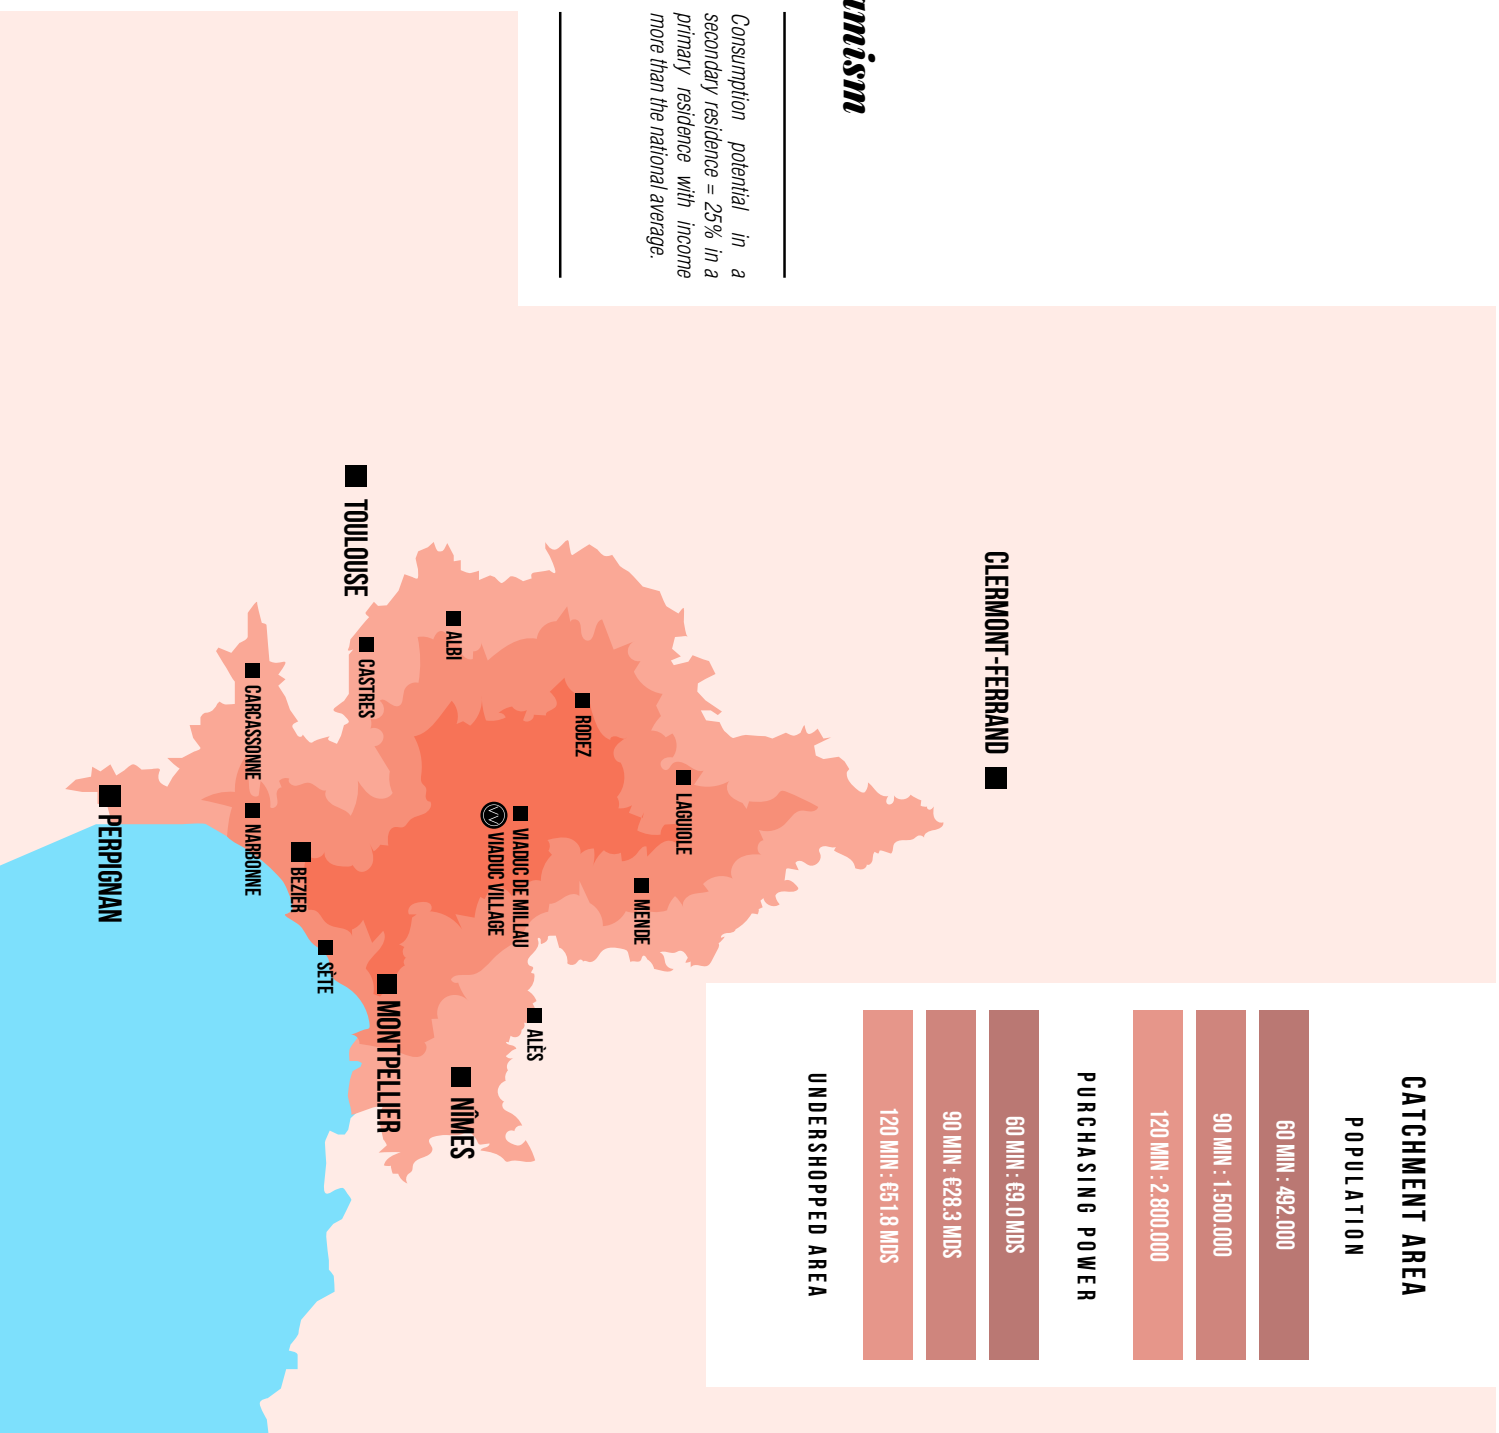 amism
Consumption potential in a
secondary residence = 25% in a
primary residence with income
more than the national average.
CLERMONT-FERRAND
LAGUIOLE
MENDE
RODEZ
VIADUC DE MILLAU
VIADUC VILLAGE
ALÈS
ALBI
NÎMES
CASTRES
TOULOUSE
MONTPELLIER
SÈTE
BEZIER
CARCASSONNE
NARBONNE
PERPIGNAN
CATCHMENT AREA
POPULATION
60 MIN : 492.000
90 MIN : 1.500.000
120 MIN : 2.800.000
PURCHASING POWER
60 MIN : €9.0 MDS
90 MIN : €28.3 MDS
120 MIN : €51.8 MDS
UNDERSHOPPED AREA